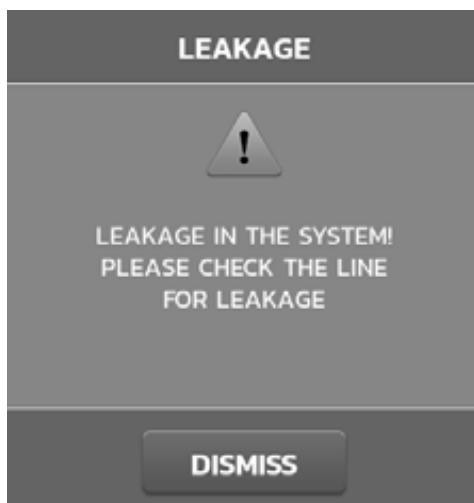 LEAKAGE
!
LEAKAGE IN THE SYSTEM!
PLEASE CHECK THE LINE
FOR LEAKAGE
DISMISS